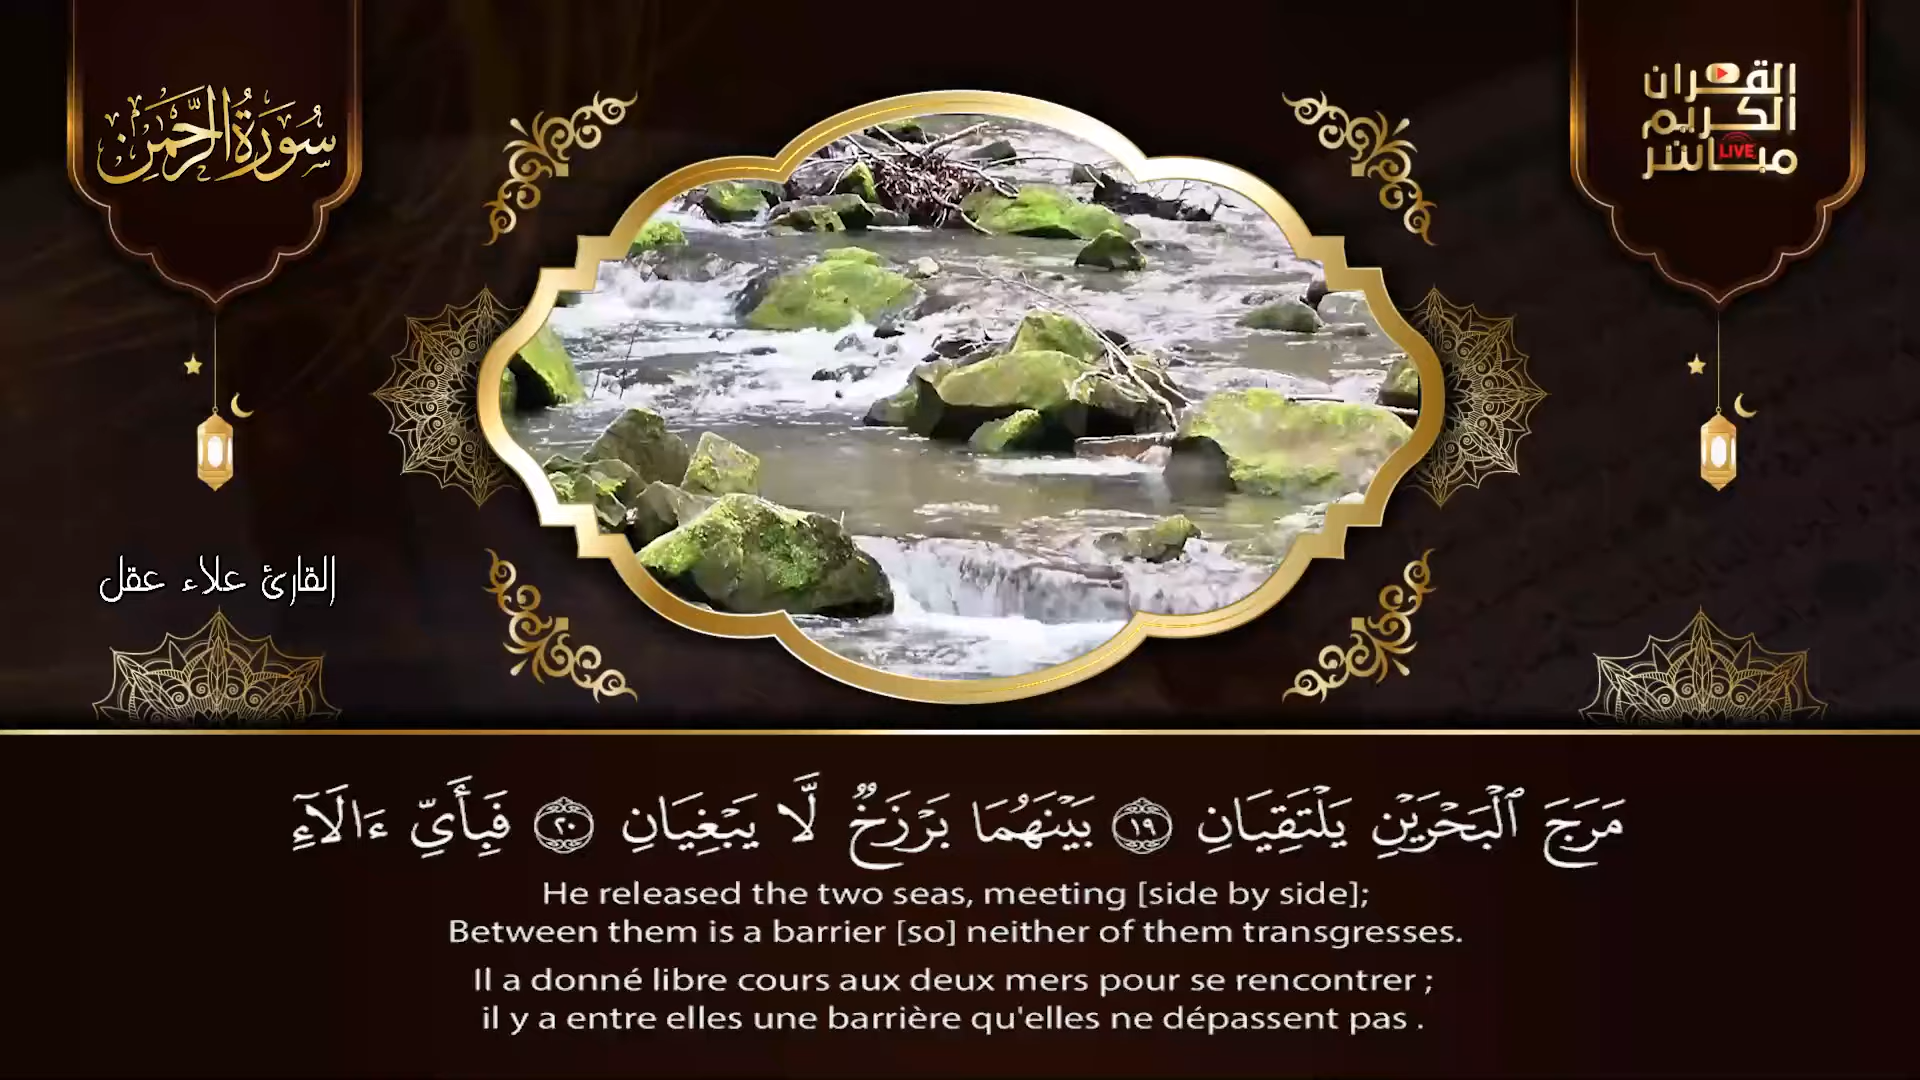 سُورَةُ الرَّحْمَٰن
القرآن
الكريم
مباشر
LIVE
القارئ علاء عقل
مَرَجَ ٱلْبَحْرَيْنِ يَلْتَقِيَانِ ١٩ بَيْنَهُمَا بَرْزَخٌ لَّا يَبْغِيَانِ ٢٠ فَبِأَيِّ ءَالَآءِ
He released the two seas, meeting [side by side];
Between them is a barrier [so] neither of them transgresses.
Il a donné libre cours aux deux mers pour se rencontrer ;
il y a entre elles une barrière qu'elles ne dépassent pas .